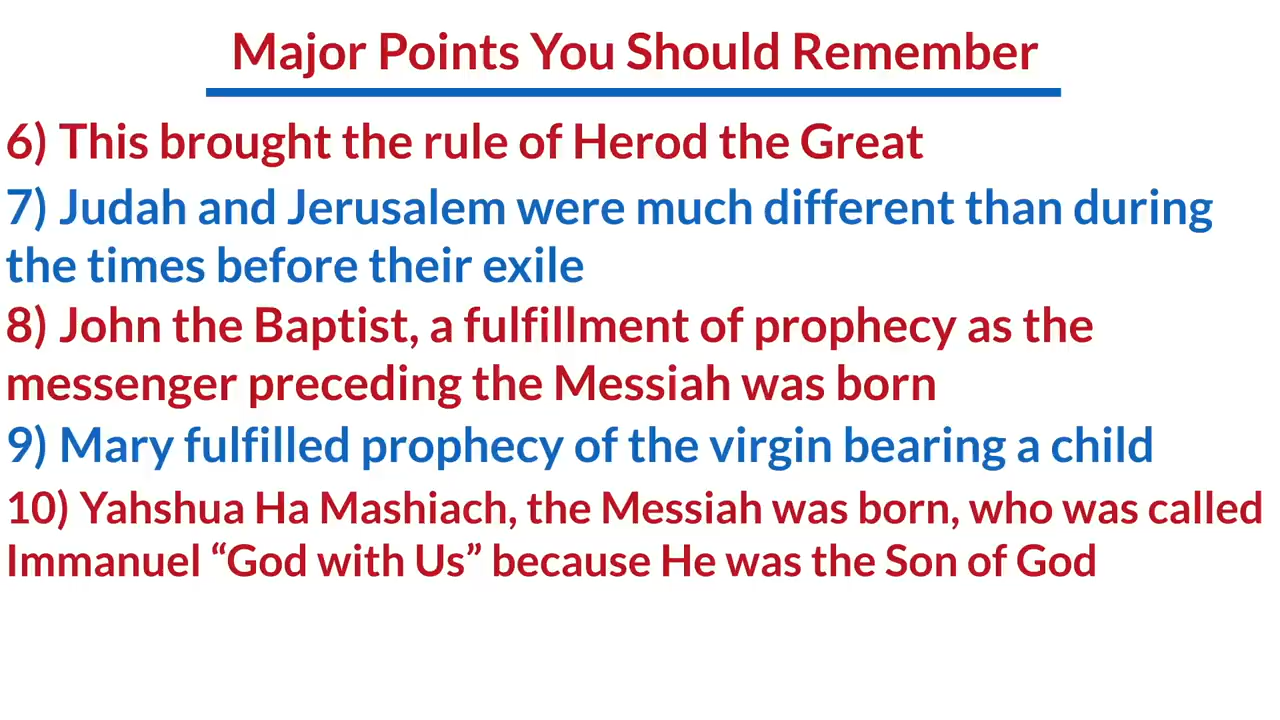 Major Points You Should Remember
6) This brought the rule of Herod the Great
7) Judah and Jerusalem were much different than during
the times before their exile
8) John the Baptist, a fulfillment of prophecy as the
messenger preceding the Messiah was born
9) Mary fulfilled prophecy of the virgin bearing a child
10) Yahshua Ha Mashiach, the Messiah was born, who was called
Immanuel “God with Us” because He was the Son of God